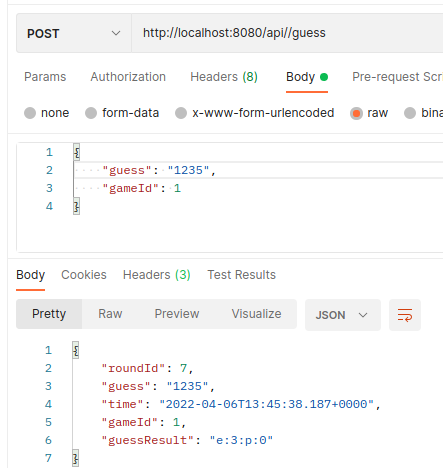 POST http://localhost:8080/api//guess
Params Authorization Headers (8) Body Pre-request Scr
none form-data x-www-form-urlencoded raw bina
1 {
2 "guess": "1235",
3 "gameId": 1
4 }
Body Cookies Headers (3) Test Results
Pretty Raw Preview Visualize JSON
1 {
2 "roundId": 7,
3 "guess": "1235",
4 "time": "2022-04-06T13:45:38.187+0000",
5 "gameId": 1,
6 "guessResult": "e:3:p:0"
7 }